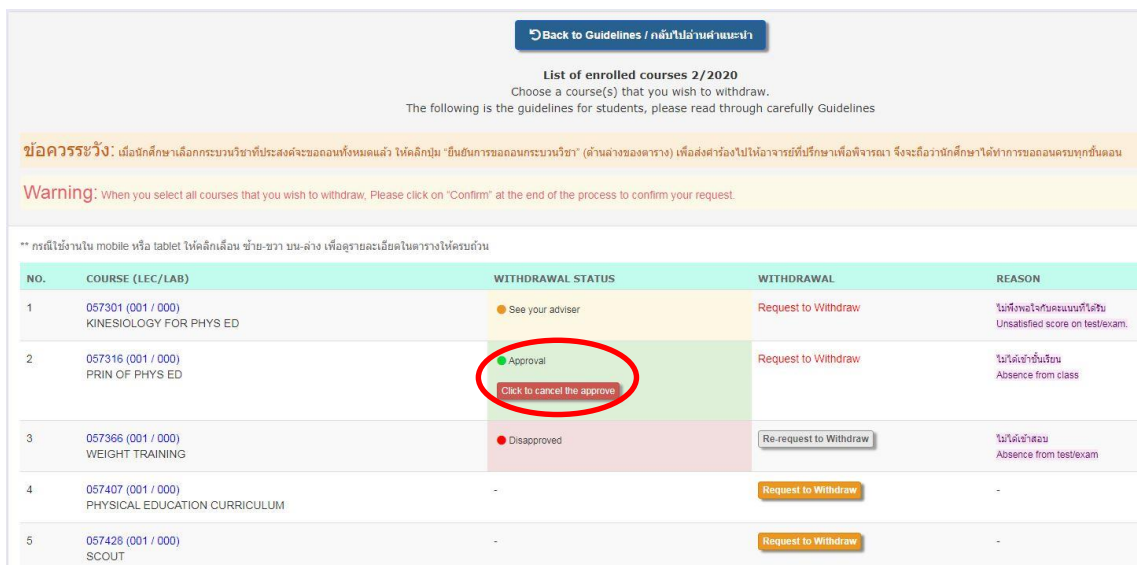 Back to Guidelines / กลับไปอ่านคำแนะนำ
List of enrolled courses 2/2020
Choose a course(s) that you wish to withdraw.
The following is the guidelines for students, please read through carefully Guidelines
ข้อควรระวัง: เมื่อนักศึกษาเลือกกระบวนวิชาที่ประสงค์จะขอถอนทั้งหมดแล้ว ให้คลิกปุ่ม "ยืนยันการขอถอนกระบวนวิชา" (ด้านล่างของตาราง) เพื่อส่งคำร้องไปให้อาจารย์ที่ปรึกษาเพื่อพิจารณา จึงจะถือว่านักศึกษาได้ทำการขอถอนครบทุกขั้นตอน
Warning: When you select all courses that you wish to withdraw, Please click on "Confirm" at the end of the process to confirm your request.
** กรณีใช้งานใน mobile หรือ tablet ให้คลิกเลื่อน ซ้าย-ขวา บน-ล่าง เพื่อดูรายละเอียดในตารางให้ครบถ้วน
NO. COURSE (LEC/LAB) WITHDRAWAL STATUS WITHDRAWAL REASON
1 057301 (001 / 000) See your adviser Request to Withdraw ไม่พึงพอใจกับคะแนนที่ได้รับ
KINESIOLOGY FOR PHYS ED Unsatisfied score on test/exam.
2 057316 (001 / 000) Approval Request to Withdraw ไม่ได้เข้าชั้นเรียน
PRIN OF PHYS ED Absence from class
Click to cancel the approve
3 057366 (001 / 000) Disapproved Re-request to Withdraw ไม่ได้เข้าสอบ
WEIGHT TRAINING Absence from test/exam
4 057407 (001 / 000) - Request to Withdraw -
PHYSICAL EDUCATION CURRICULUM
5 057428 (001 / 000) - Request to Withdraw -
SCOUT